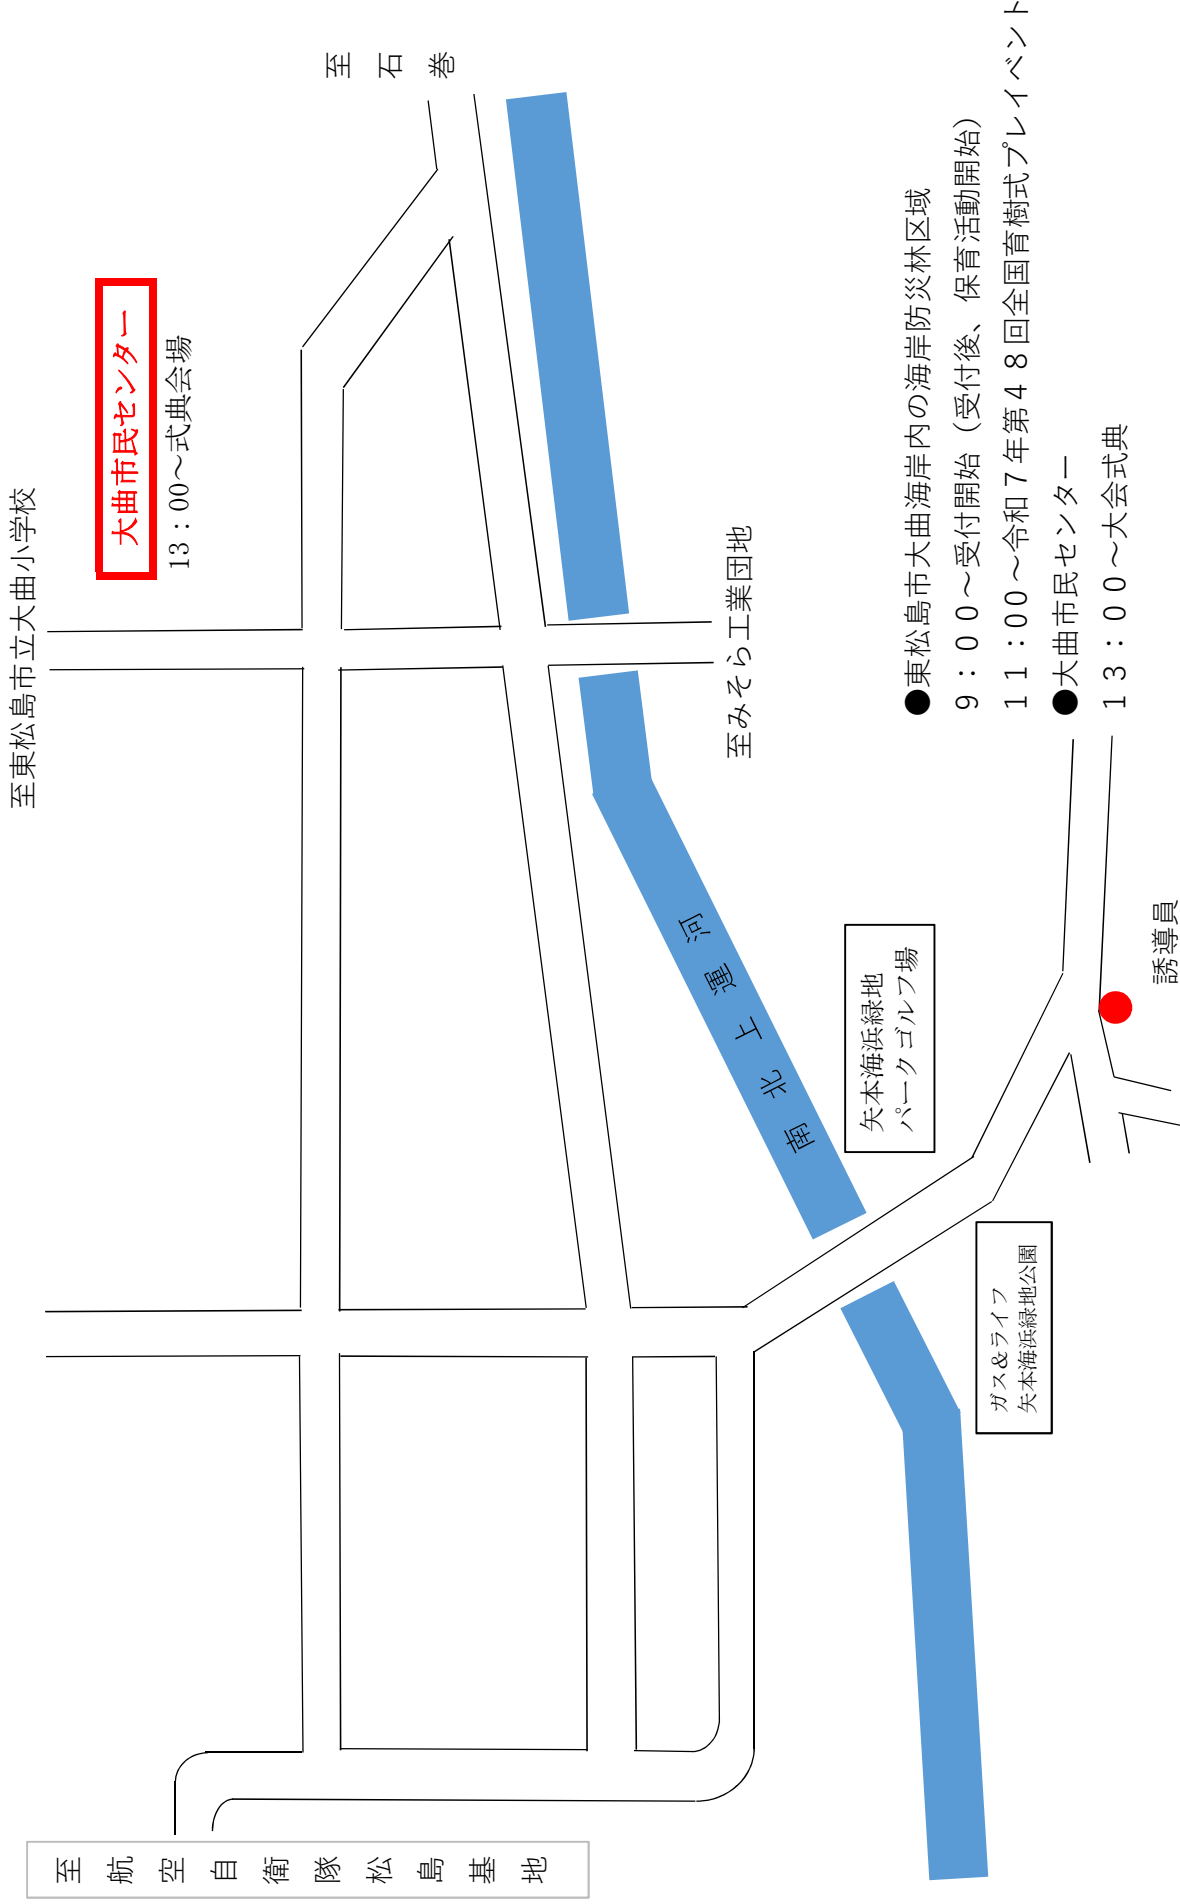 至東松島市立大曲小学校
大曲市民センター
13：00～式典会場
至石巻
至航空自衛隊松島基地
至みそら工業団地
南北上運河
矢本海浜緑地
パークゴルフ場
ガス&ライフ
矢本海浜緑地公園
●東松島市大曲海岸内の海岸防災林区域
９：００～受付開始（受付後、保育活動開始）
１１：００～令和７年第４８回全国育樹式プレイベント
●大曲市民センター
１３：００～大会式典
誘導員